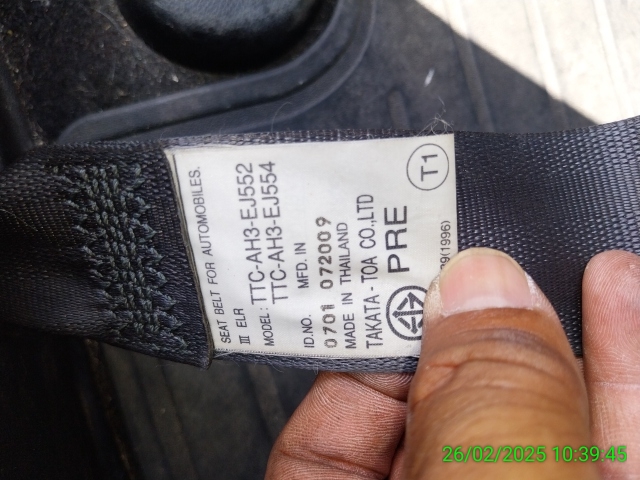 SEAT BELT FOR AUTOMOBILES.
III ELR
MODEL: TTC-AH3-EJ552
TTC-AH3-EJ554
ID.NO. MFD. IN
0701 072009
MADE IN THAILAND
TAKATA - TOA CO.,LTD
PRE
(1996)
T1
26/02/2025 10:39:45